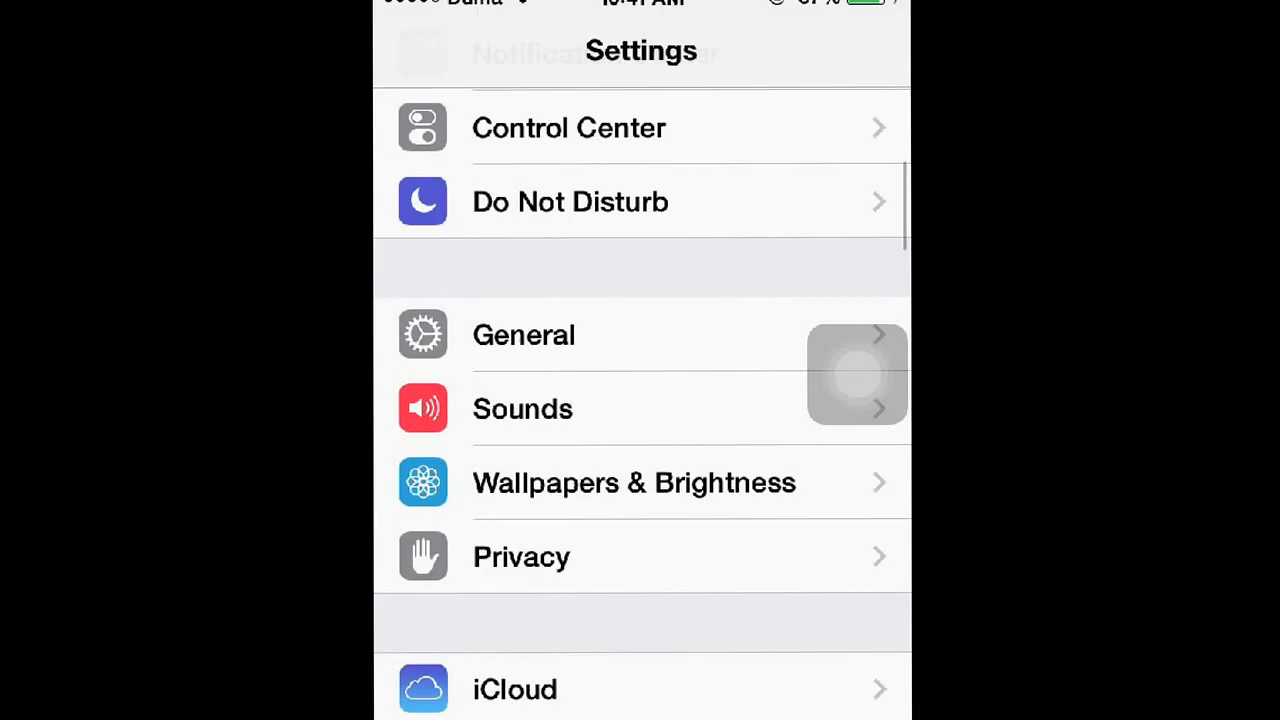 Settings
Control Center
Do Not Disturb
General
Sounds
Wallpapers & Brightness
Privacy
iCloud